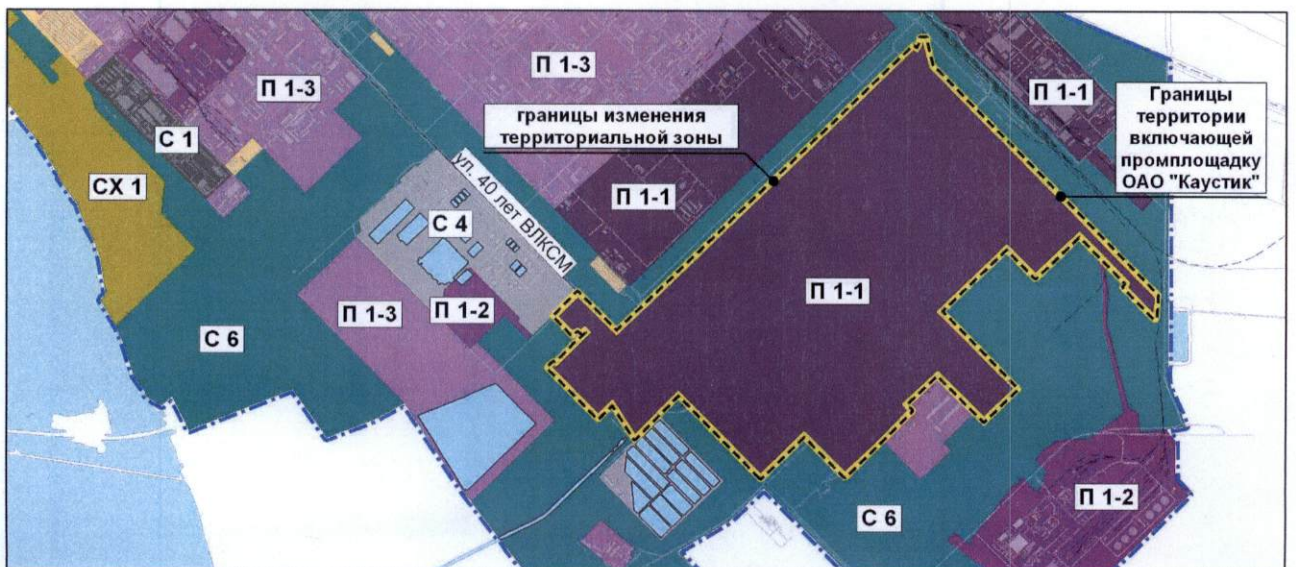 П 1-3
П 1-3
П 1-1
Границы
территории
включающей
промплощадку
ОАО "Каустик"
границы изменения
территориальной зоны
С 1
СХ 1
ул. 40 лет ВЛКСМ
П 1-1
С 4
П 1-1
П 1-3
П 1-2
С 6
П 1-2
С 6